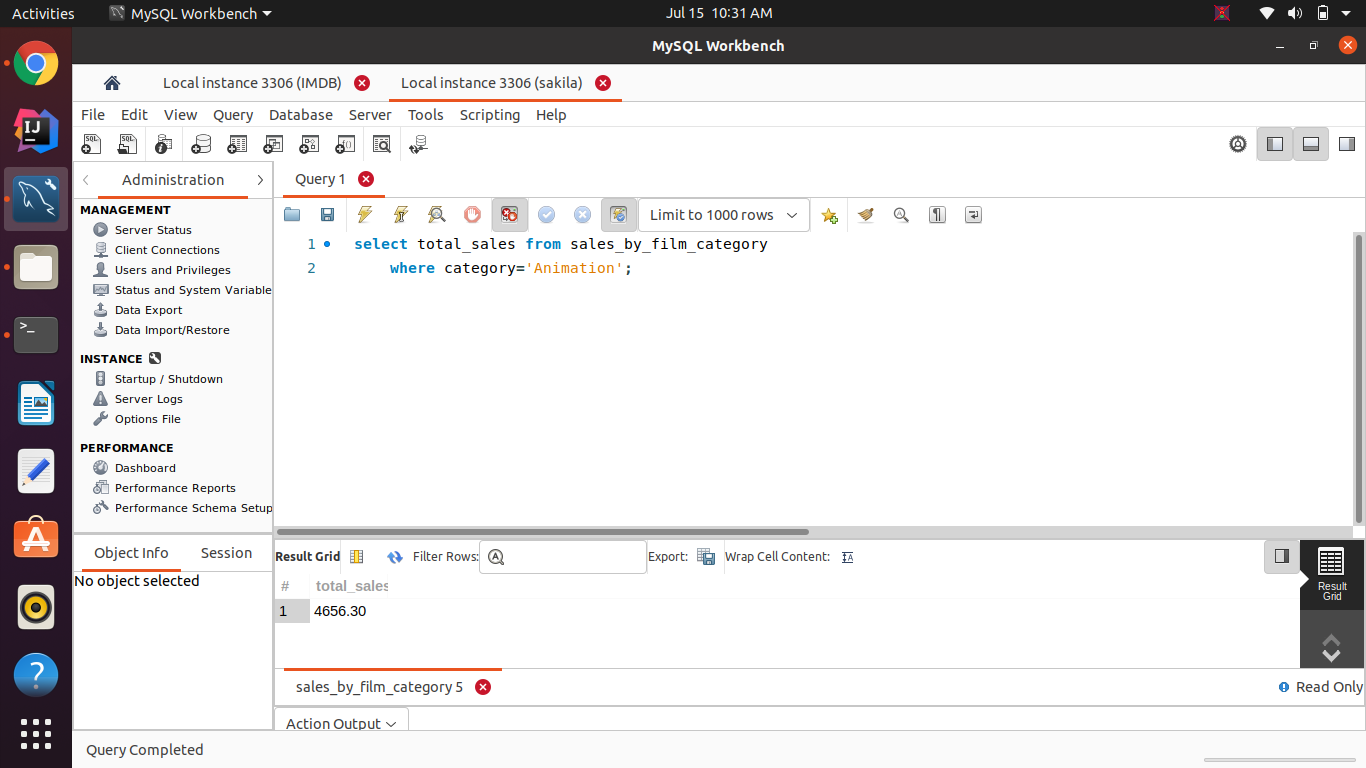 Activities MySQL Workbench Jul 15 10:31 AM
MySQL Workbench
Local instance 3306 (IMDB) Local instance 3306 (sakila)
File Edit View Query Database Server Tools Scripting Help
Administration
Query 1
MANAGEMENT
Server Status
Client Connections
Users and Privileges
Status and System Variable
Data Export
Data Import/Restore
INSTANCE
Startup / Shutdown
Server Logs
Options File
PERFORMANCE
Dashboard
Performance Reports
Performance Schema Setup
Object Info Session
No object selected
Limit to 1000 rows
1 select total_sales from sales_by_film_category
2 where category='Animation';
Result Grid Filter Rows: Export: Wrap Cell Content:
# total_sales
1 4656.30
Result
Grid
sales_by_film_category 5 Read Only
Action Output
Query Completed